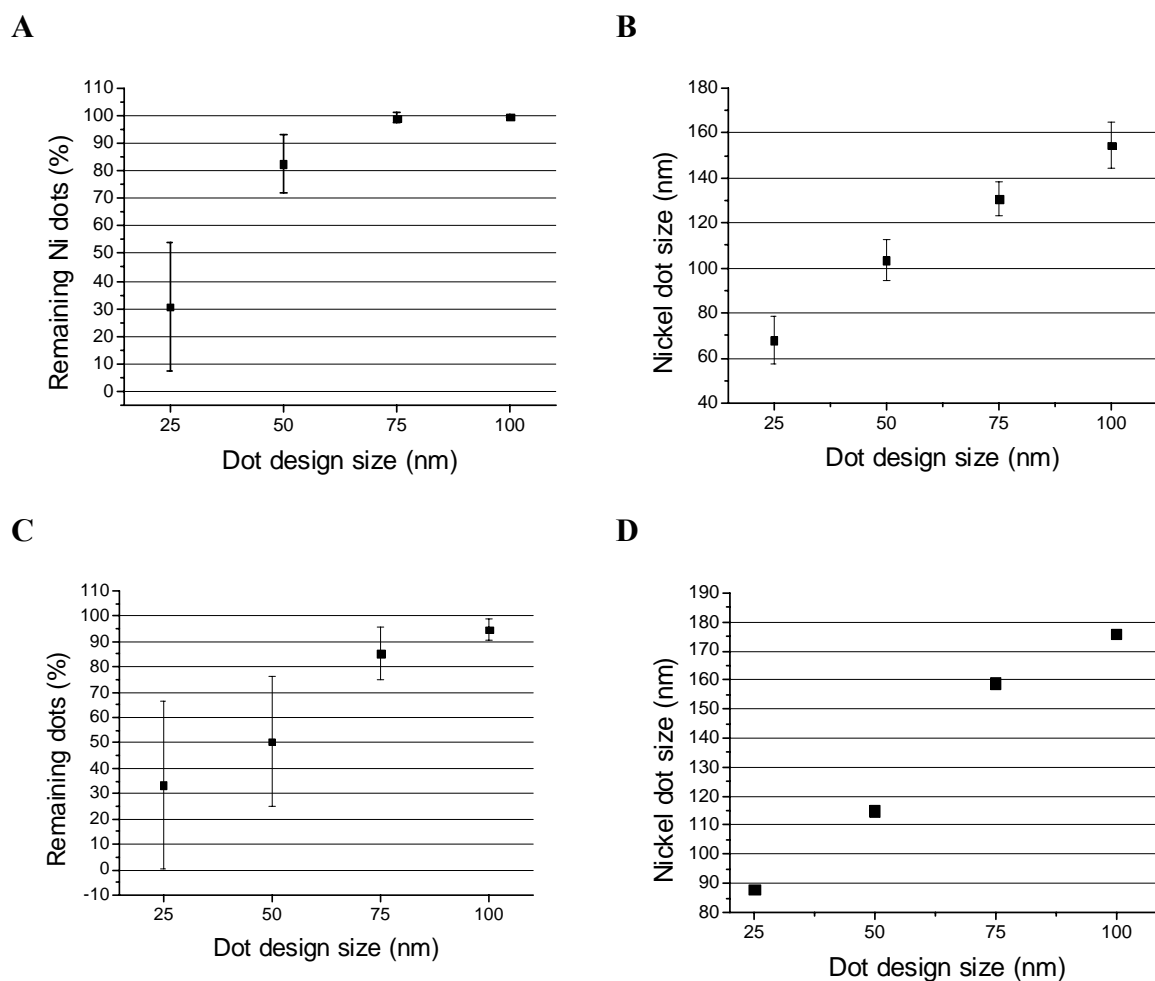 A
110
100
90
80
70
60
50
40
30
20
10
0
Remaining Ni dots (%)
25 50 75 100
Dot design size (nm)
B
180
160
140
120
100
80
60
40
Nickel dot size (nm)
25 50 75 100
Dot design size (nm)
C
110
100
90
80
70
60
50
40
30
20
10
0
-10
Remaining dots (%)
25 50 75 100
Dot design size (nm)
D
190
180
170
160
150
140
130
120
110
100
90
80
Nickel dot size (nm)
25 50 75 100
Dot design size (nm)